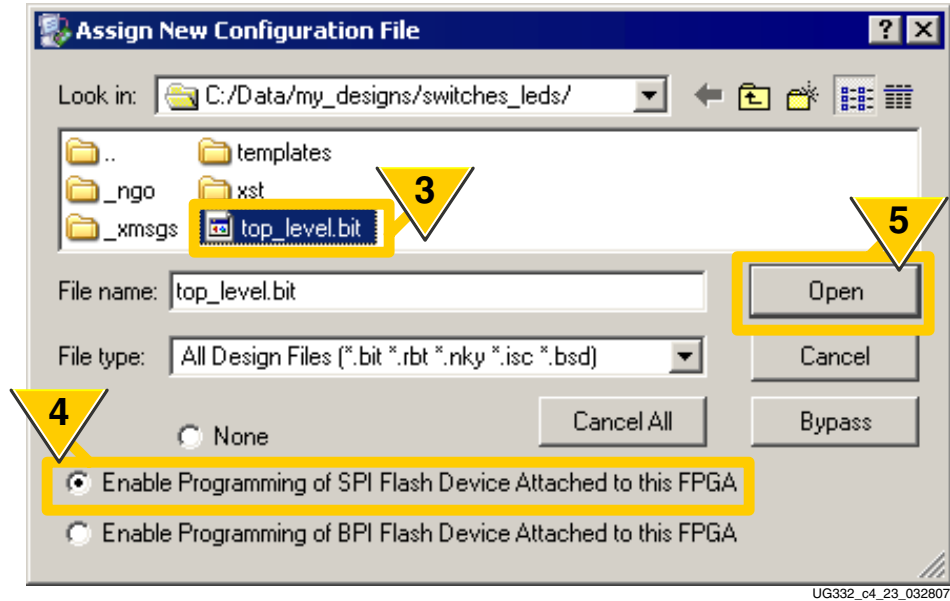 Assign New Configuration File
Look in: C:/Data/my_designs/switches_leds/
.. templates
_ngo xst
_xmsgs top_level.bit
3
5
File name: top_level.bit Open
File type: All Design Files (*.bit *.rbt *.nky *.isc *.bsd) Cancel
4
None Cancel All Bypass
Enable Programming of SPI Flash Device Attached to this FPGA
Enable Programming of BPI Flash Device Attached to this FPGA
UG332_c4_23_032807